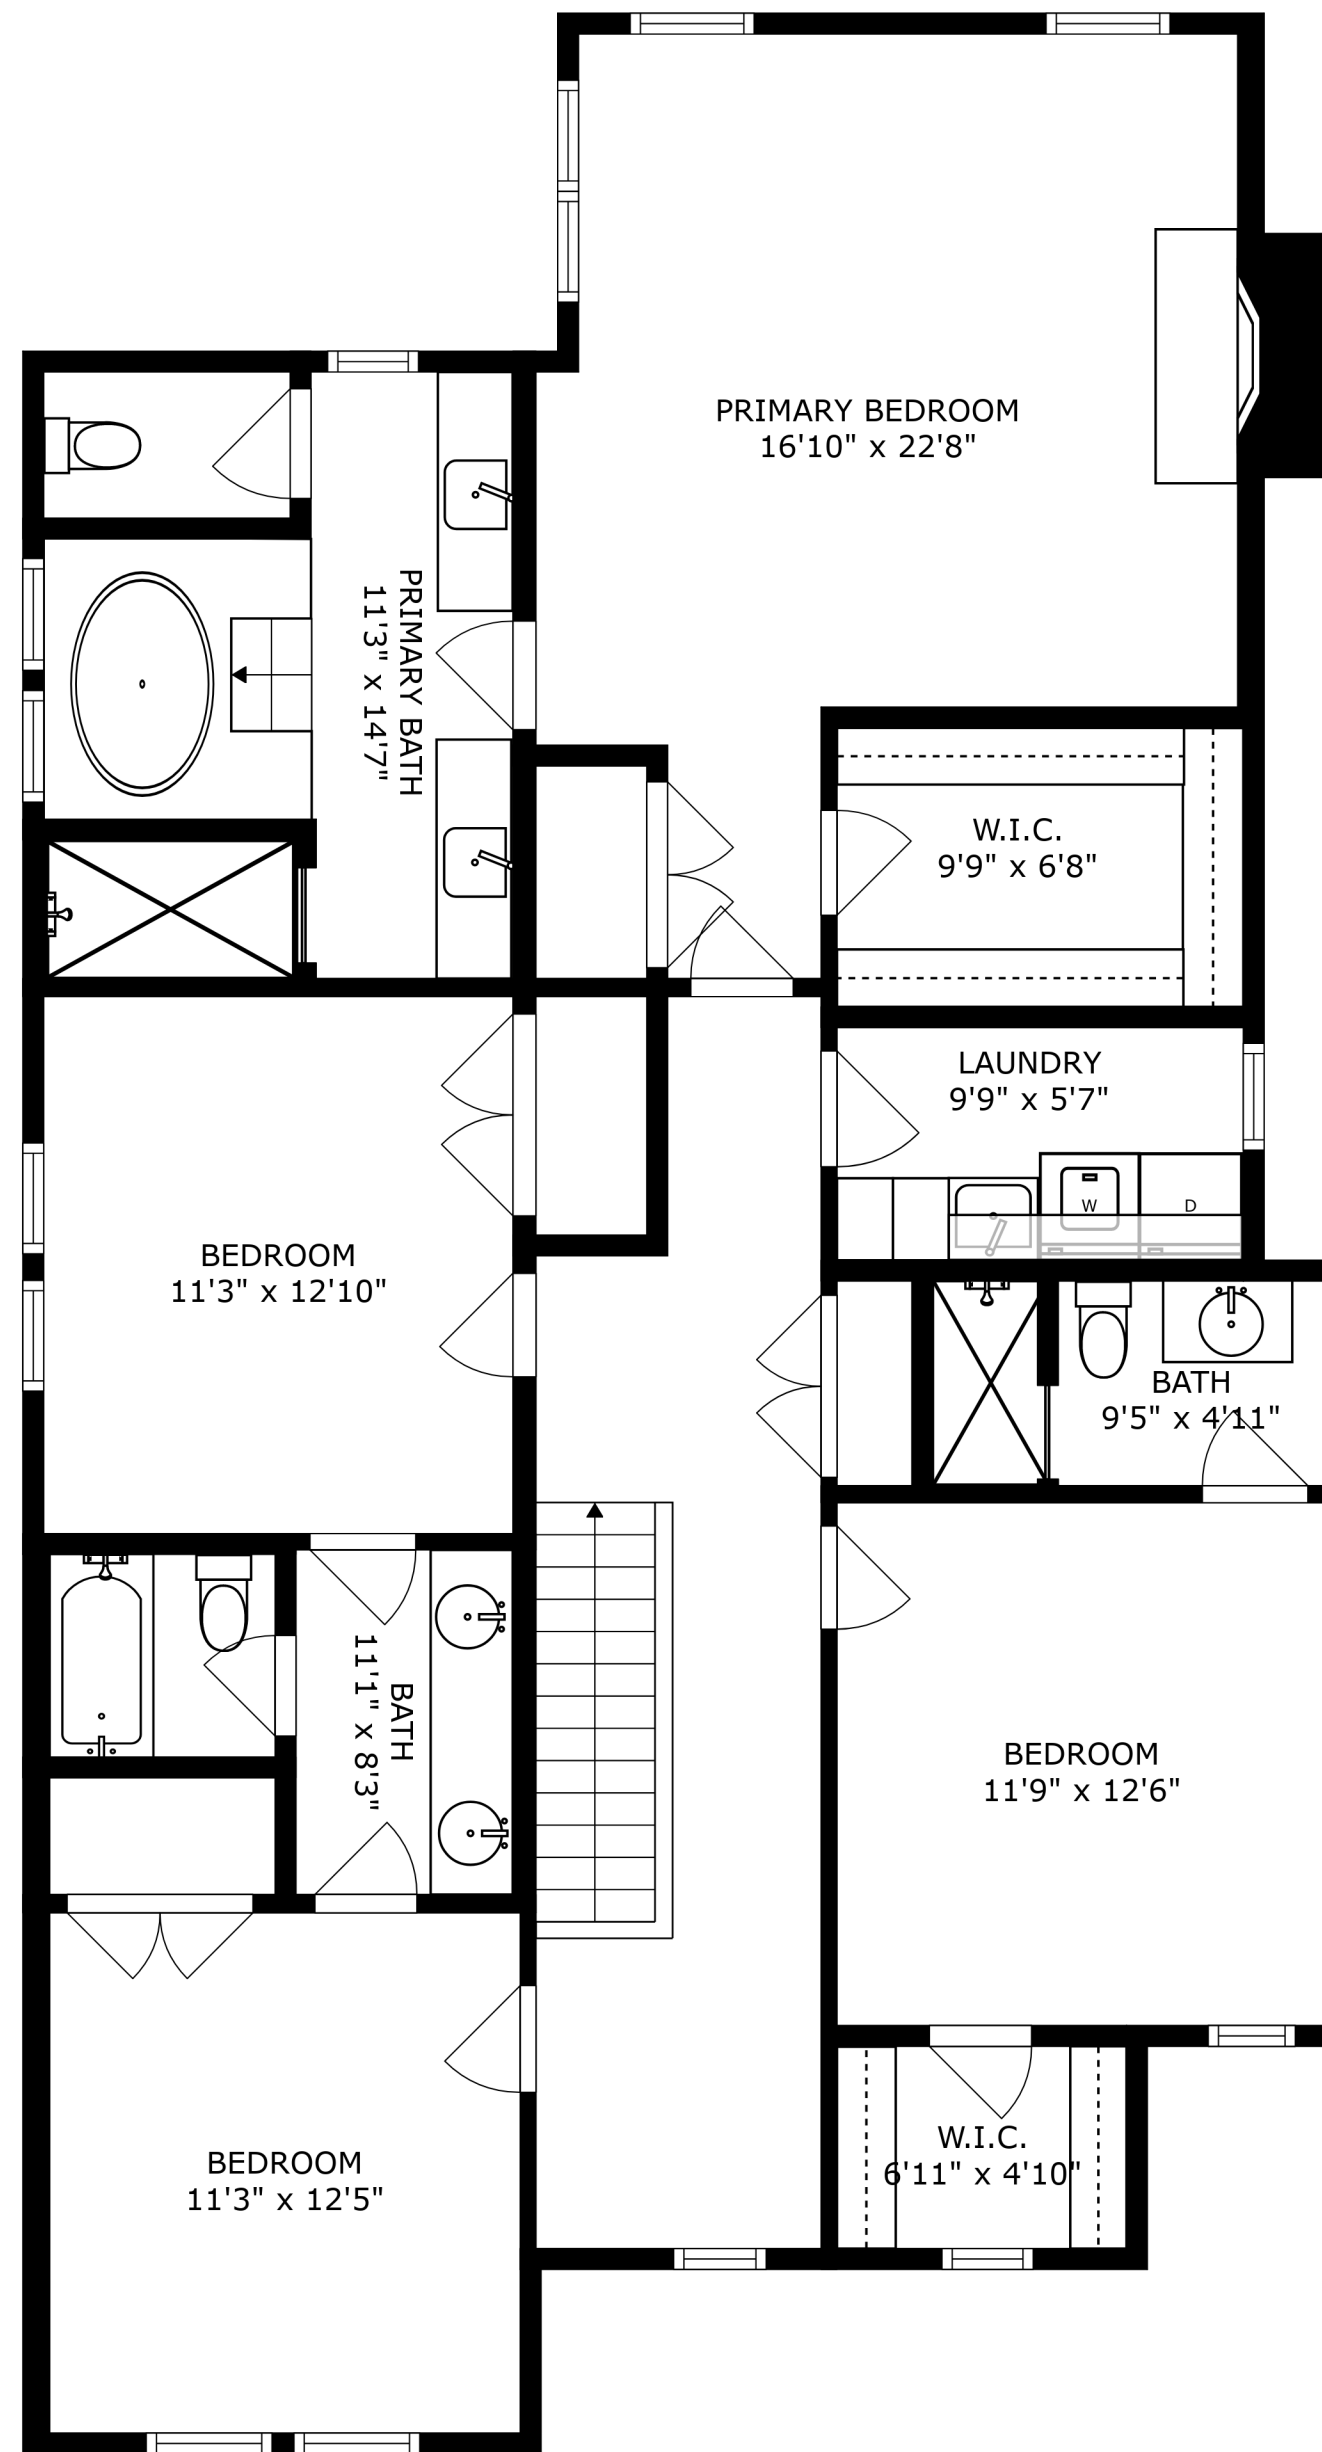 PRIMARY BEDROOM
16'10" x 22'8"
PRIMARY BATH
11'3" x 14'7"
W.I.C.
9'9" x 6'8"
LAUNDRY
9'9" x 5'7"
W
D
BEDROOM
11'3" x 12'10"
BATH
9'5" x 4'11"
BATH
11'1" x 8'3"
BEDROOM
11'9" x 12'6"
W.I.C.
6'11" x 4'10"
BEDROOM
11'3" x 12'5"